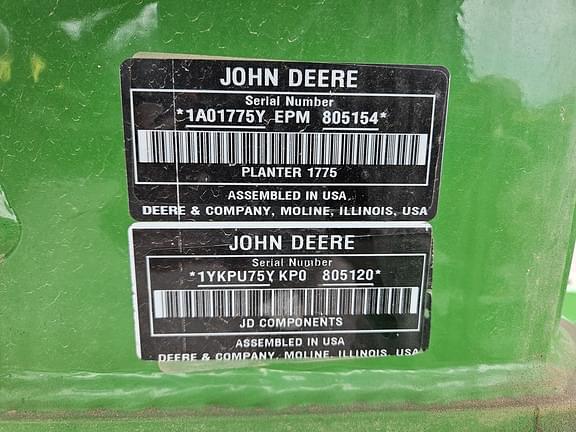 JOHN DEERE
Serial Number
*1A01775Y EPM 805154*
PLANTER 1775
ASSEMBLED IN USA.
DEERE & COMPANY, MOLINE, ILLINOIS, USA
JOHN DEERE
Serial Number
*1YKPU75Y KP0 805120*
JD COMPONENTS
ASSEMBLED IN USA
DEERE & COMPANY, MOLINE, ILLINOIS, USA